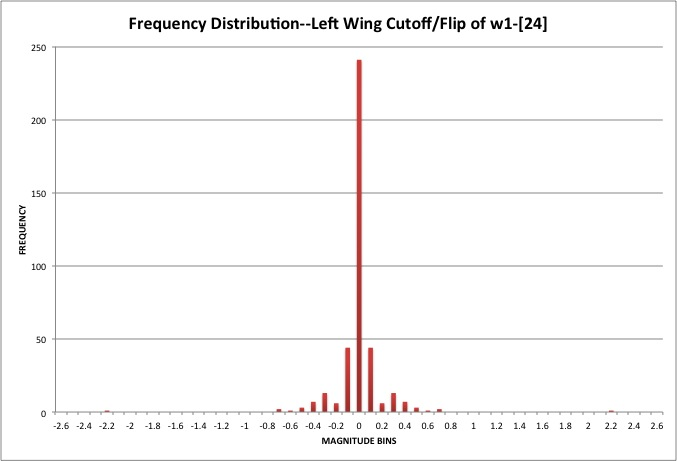 Frequency Distribution--Left Wing Cutoff/Flip of w1-[24]
250
200
150
100
50
0
FREQUENCY
-2.6 -2.4 -2.2 -2 -1.8 -1.6 -1.4 -1.2 -1 -0.8 -0.6 -0.4 -0.2 0 0.2 0.4 0.6 0.8 1 1.2 1.4 1.6 1.8 2 2.2 2.4 2.6
MAGNITUDE BINS